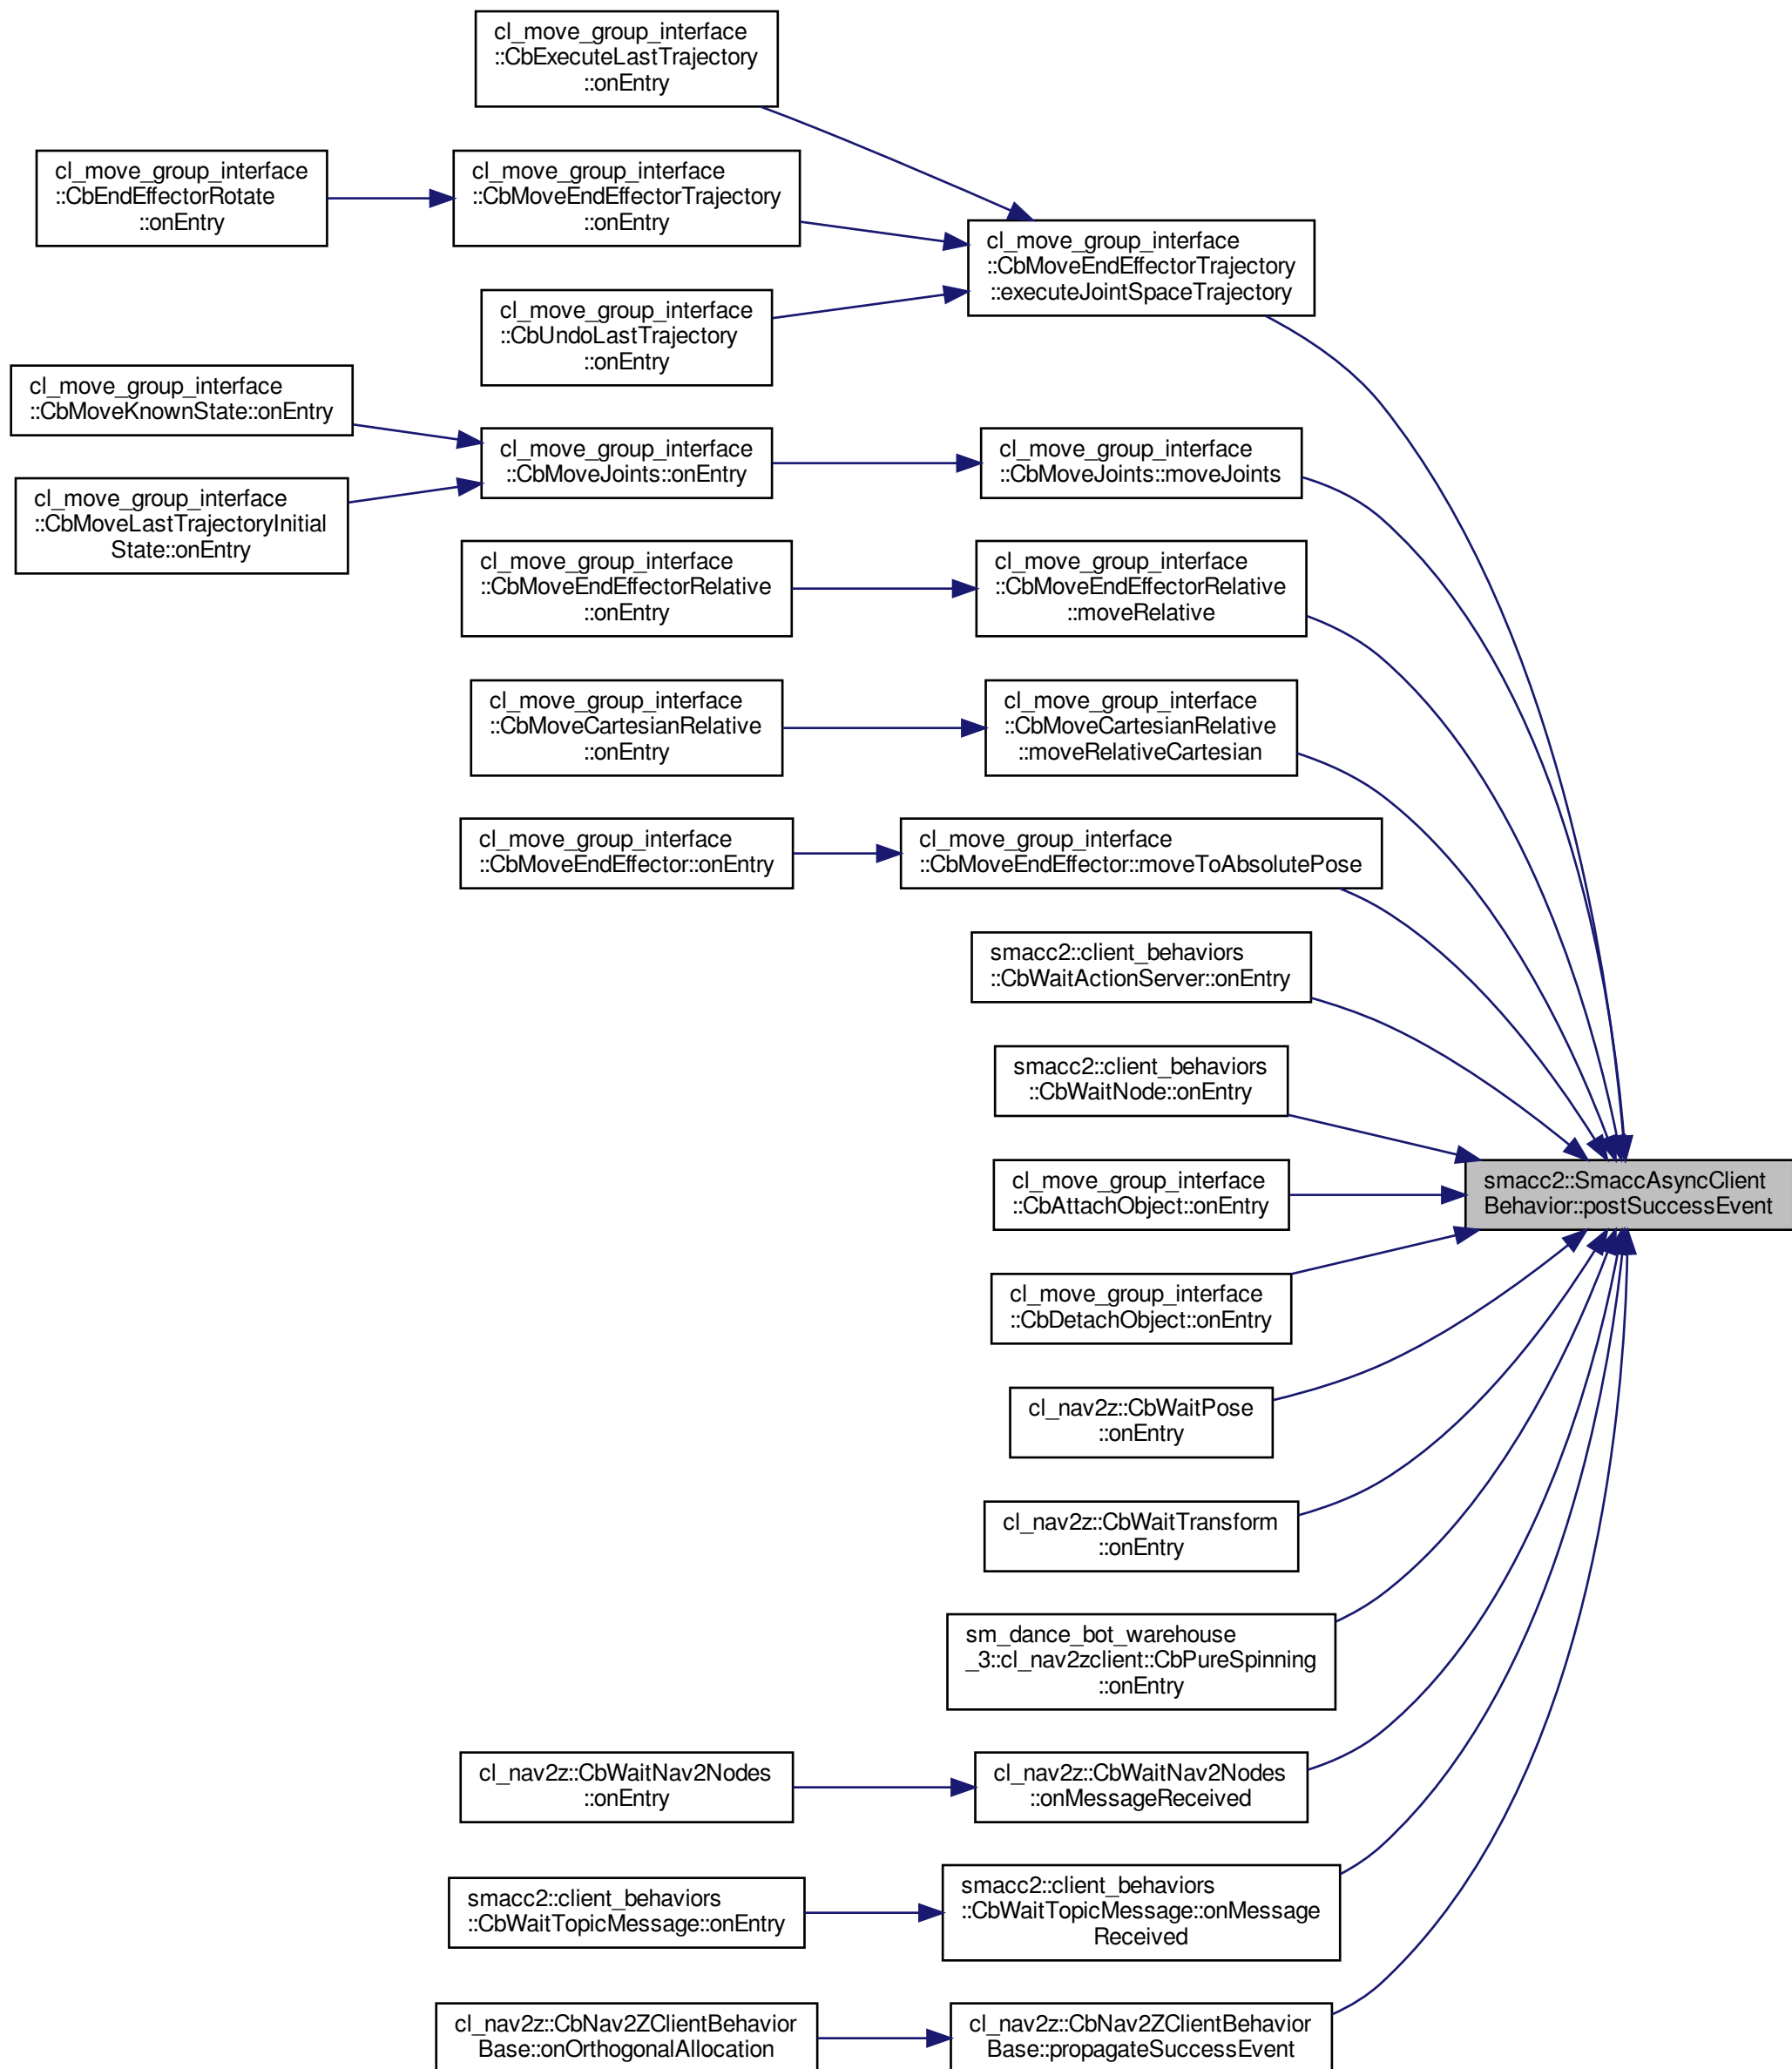 cl_move_group_interface
::CbExecuteLastTrajectory
::onEntry
cl_move_group_interface
::CbEndEffectorRotate
::onEntry
cl_move_group_interface
::CbMoveEndEffectorTrajectory
::onEntry
cl_move_group_interface
::CbMoveEndEffectorTrajectory
::executeJointSpaceTrajectory
cl_move_group_interface
::CbUndoLastTrajectory
::onEntry
cl_move_group_interface
::CbMoveKnownState::onEntry
cl_move_group_interface
::CbMoveJoints::onEntry
cl_move_group_interface
::CbMoveJoints::moveJoints
cl_move_group_interface
::CbMoveLastTrajectoryInitial
State::onEntry
cl_move_group_interface
::CbMoveEndEffectorRelative
::onEntry
cl_move_group_interface
::CbMoveEndEffectorRelative
::moveRelative
cl_move_group_interface
::CbMoveCartesianRelative
::onEntry
cl_move_group_interface
::CbMoveCartesianRelative
::moveRelativeCartesian
cl_move_group_interface
::CbMoveEndEffector::onEntry
cl_move_group_interface
::CbMoveEndEffector::moveToAbsolutePose
smacc2::client_behaviors
::CbWaitActionServer::onEntry
smacc2::client_behaviors
::CbWaitNode::onEntry
cl_move_group_interface
::CbAttachObject::onEntry
smacc2::SmaccAsyncClient
Behavior::postSuccessEvent
cl_move_group_interface
::CbDetachObject::onEntry
cl_nav2z::CbWaitPose
::onEntry
cl_nav2z::CbWaitTransform
::onEntry
sm_dance_bot_warehouse
_3::cl_nav2zclient::CbPureSpinning
::onEntry
cl_nav2z::CbWaitNav2Nodes
::onEntry
cl_nav2z::CbWaitNav2Nodes
::onMessageReceived
smacc2::client_behaviors
::CbWaitTopicMessage::onEntry
smacc2::client_behaviors
::CbWaitTopicMessage::onMessage
Received
cl_nav2z::CbNav2ZClientBehavior
Base::onOrthogonalAllocation
cl_nav2z::CbNav2ZClientBehavior
Base::propagateSuccessEvent